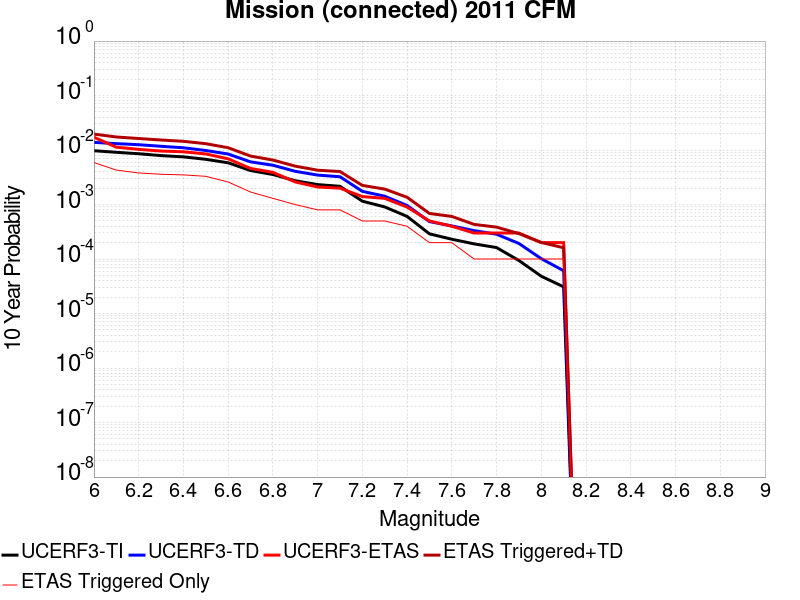 Mission (connected) 2011 CFM
10 Year Probability
10^0
10^-1
10^-2
10^-3
10^-4
10^-5
10^-6
10^-7
10^-8
6 6.2 6.4 6.6 6.8 7 7.2 7.4 7.6 7.8 8 8.2 8.4 8.6 8.8 9
Magnitude
UCERF3-TI UCERF3-TD UCERF3-ETAS ETAS Triggered+TD
ETAS Triggered Only